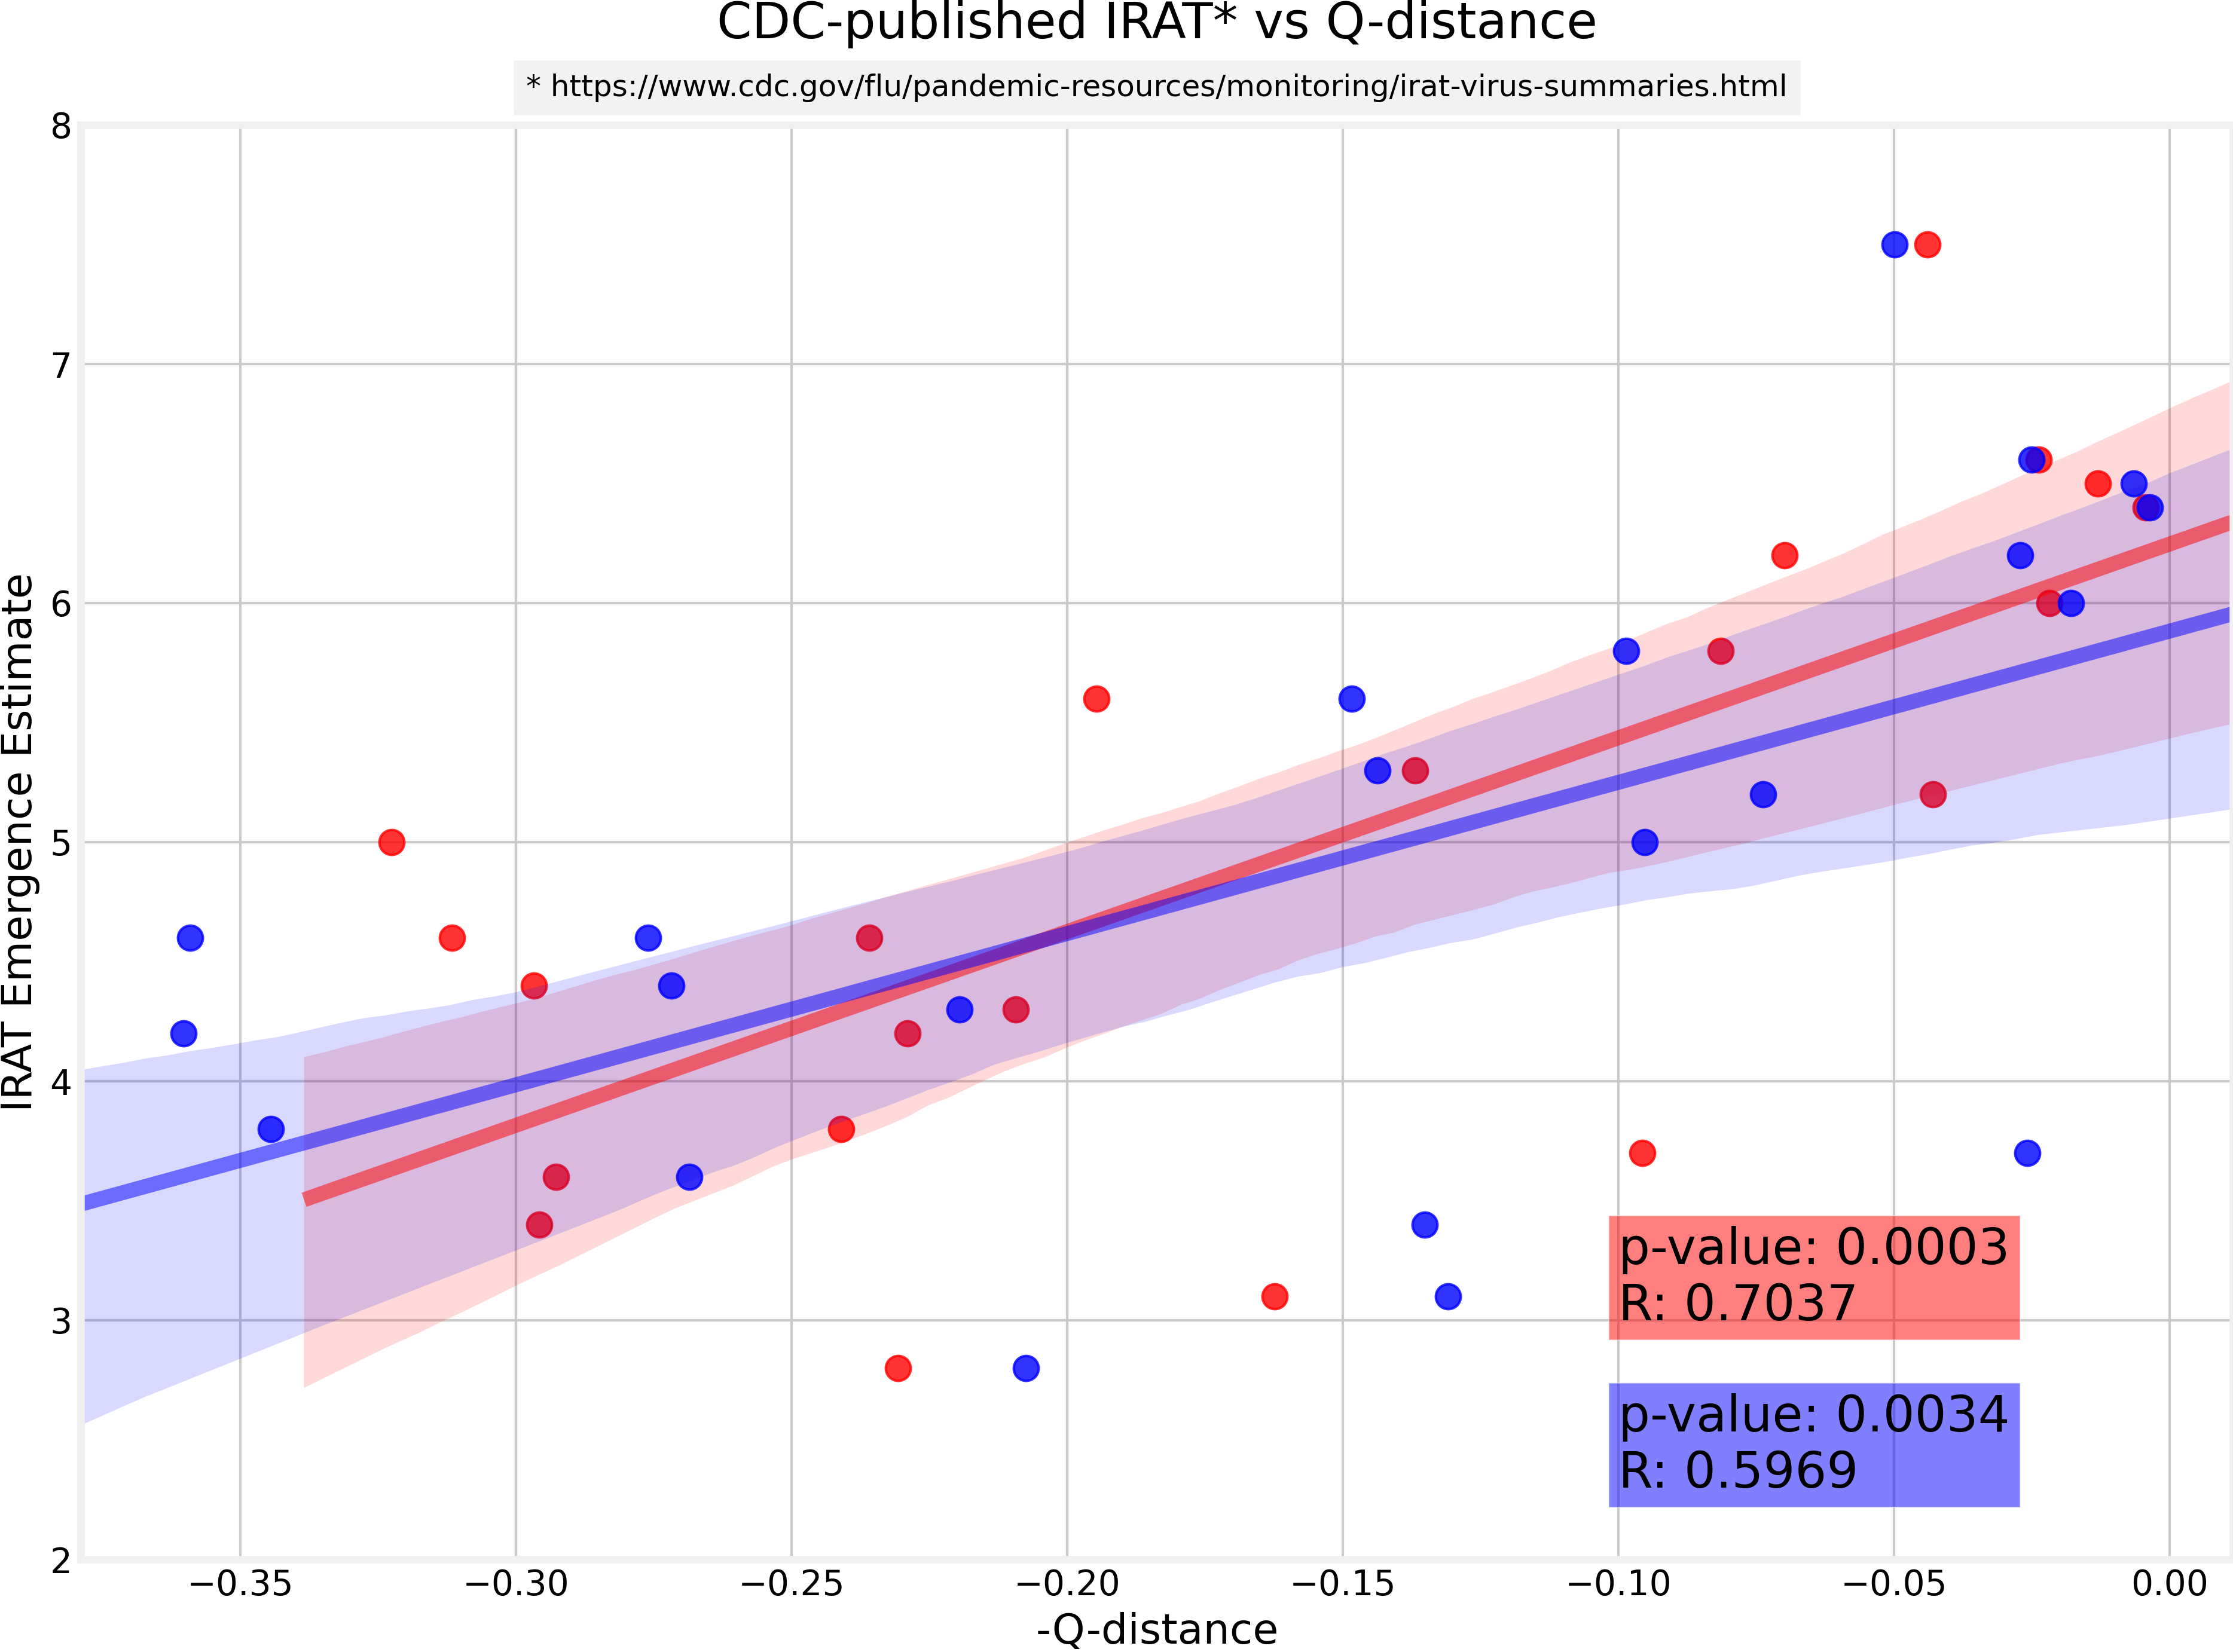 CDC-published IRAT* vs Q-distance
* https://www.cdc.gov/flu/pandemic-resources/monitoring/irat-virus-summaries.html
8
7
6
5
4
3
2
IRAT Emergence Estimate
p-value: 0.0003
R: 0.7037
p-value: 0.0034
R: 0.5969
−0.35 −0.30 −0.25 −0.20 −0.15 −0.10 −0.05 0.00
-Q-distance